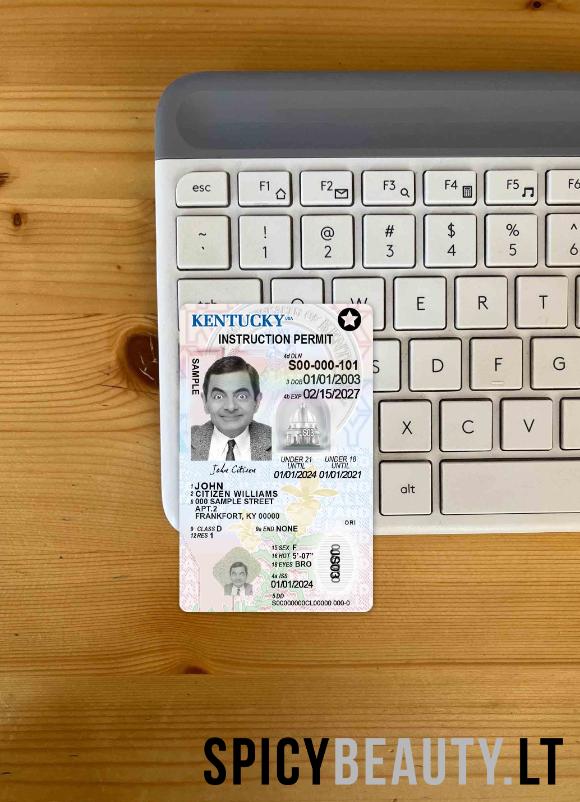 esc F1 F2 F3 F4 F5 F6
~ ! @ # $ % ^
` 1 2 3 4 5 6
tab Q W E R T
KENTUCKY USA
INSTRUCTION PERMIT
SAMPLE
4d DLN
S00-000-101
3 DOB 01/01/2003
4b EXP 02/15/2027
S D F G
X C V
alt
John Citizen
UNDER 21 UNDER 18
UNTIL UNTIL
01/01/2024 01/01/2021
1 JOHN
2 CITIZEN WILLIAMS
8 000 SAMPLE STREET
APT.2
FRANKFORT, KY 00000
9 CLASS D 9a END NONE
12 RES 1
ORI
15 SEX F
16 HGT 5'-07"
18 EYES BRO
4a ISS
01/01/2024
5 DD
SPICYBEAUTY.LT